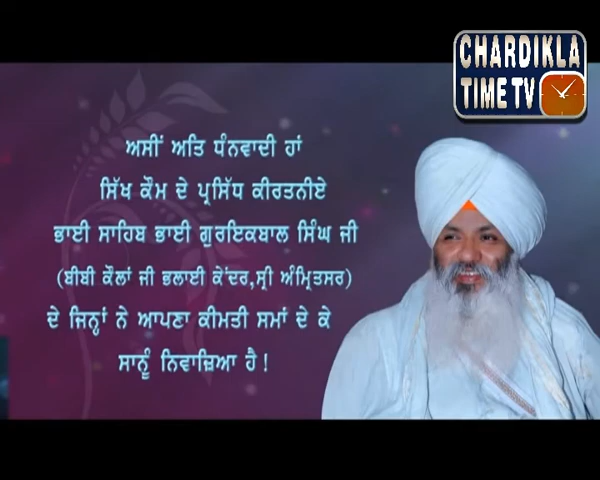 CHARDIKLA
TIME TV
ਅਸੀਂ ਅਤਿ ਧੰਨਵਾਦੀ ਹਾਂ
ਸਿੱਖ ਕੌਮ ਦੇ ਪ੍ਰਸਿੱਧ ਕੀਰਤਨੀਏ
ਭਾਈ ਸਾਹਿਬ ਭਾਈ ਗੁਰਇਕਬਾਲ ਸਿੰਘ ਜੀ
(ਬੀਬੀ ਕੌਲਾਂ ਜੀ ਭਲਾਈ ਕੇਂਦਰ,ਸ੍ਰੀ ਅੰਮ੍ਰਿਤਸਰ)
ਦੇ ਜਿਨ੍ਹਾਂ ਨੇ ਆਪਣਾ ਕੀਮਤੀ ਸਮਾਂ ਦੇ ਕੇ
ਸਾਨੂੰ ਨਿਵਾਜ਼ਿਆ ਹੈ!